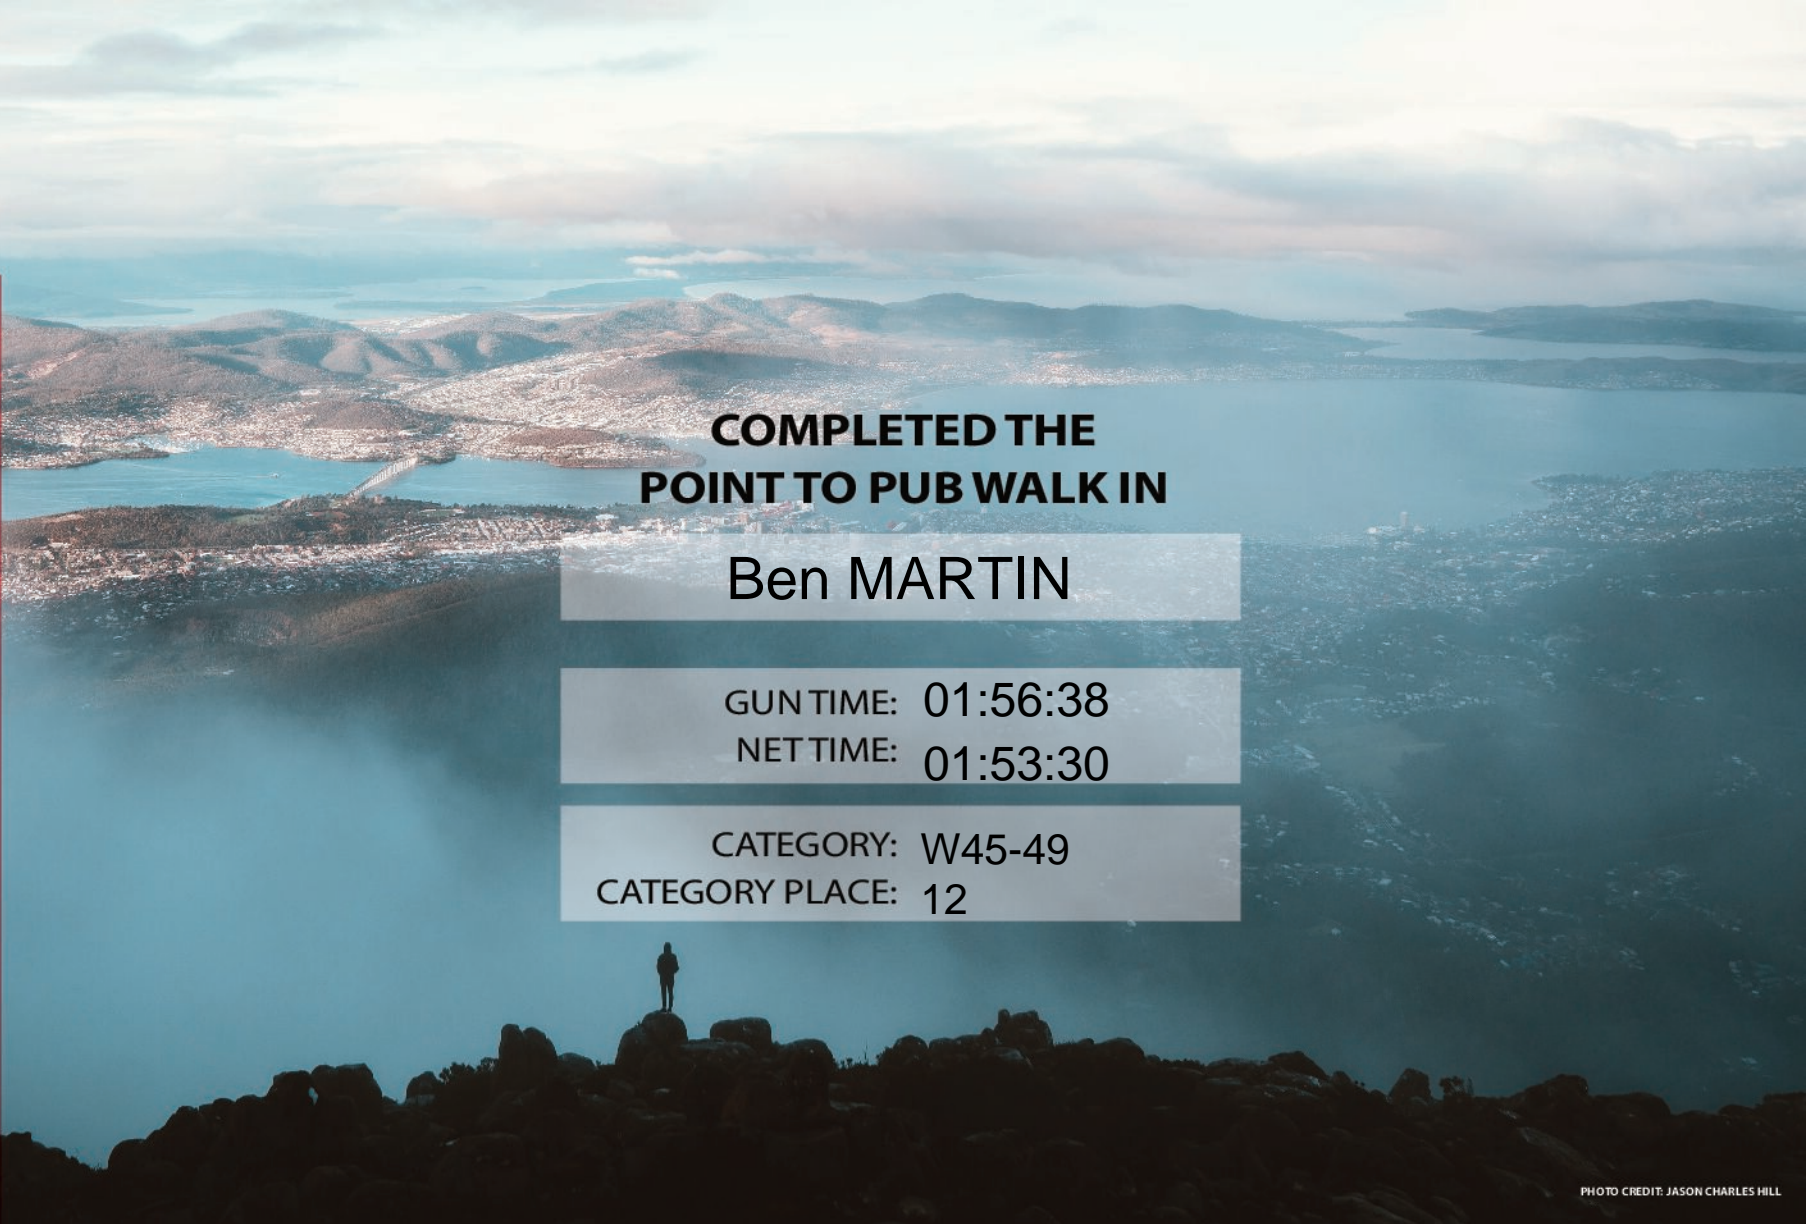 COMPLETED THE
POINT TO PUB WALK IN
Ben MARTIN
GUN TIME: 01:56:38
NET TIME: 01:53:30
CATEGORY: W45-49
CATEGORY PLACE: 12
PHOTO CREDIT: JASON CHARLES HILL